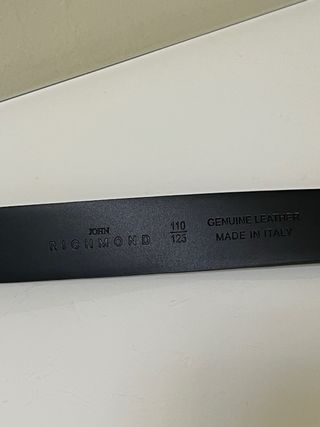 JOHN
RICHMOND
110
125
GENUINE LEATHER
MADE IN ITALY